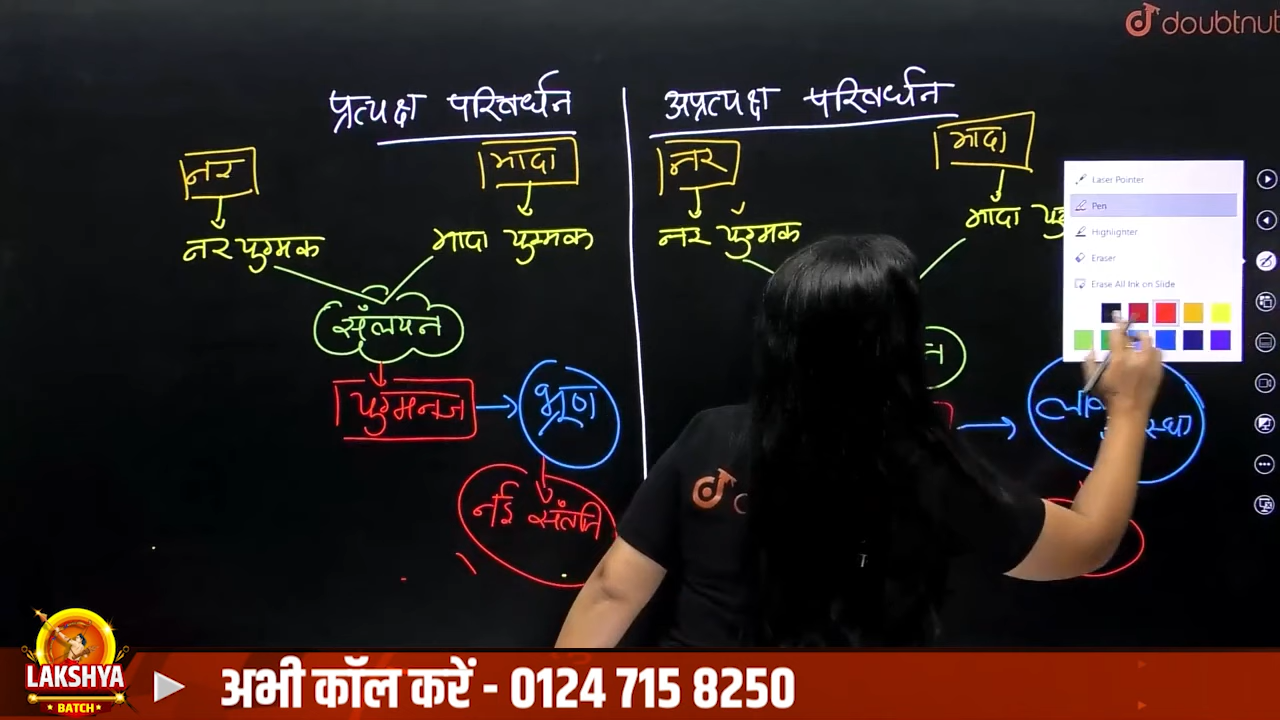 doubtnut
प्रत्यक्ष परिवर्धन
अप्रत्यक्ष परिवर्धन
नर
मादा
नर
मादा
नर युग्मक
मादा युग्मक
नर युग्मक
मादा
संलयन
न
युग्मनज
भ्रूण
नई संतति
Laser Pointer
Pen
Highlighter
Eraser
Erase All Ink on Slide
LAKSHYA
BATCH
अभी कॉल करें - 0124 715 8250